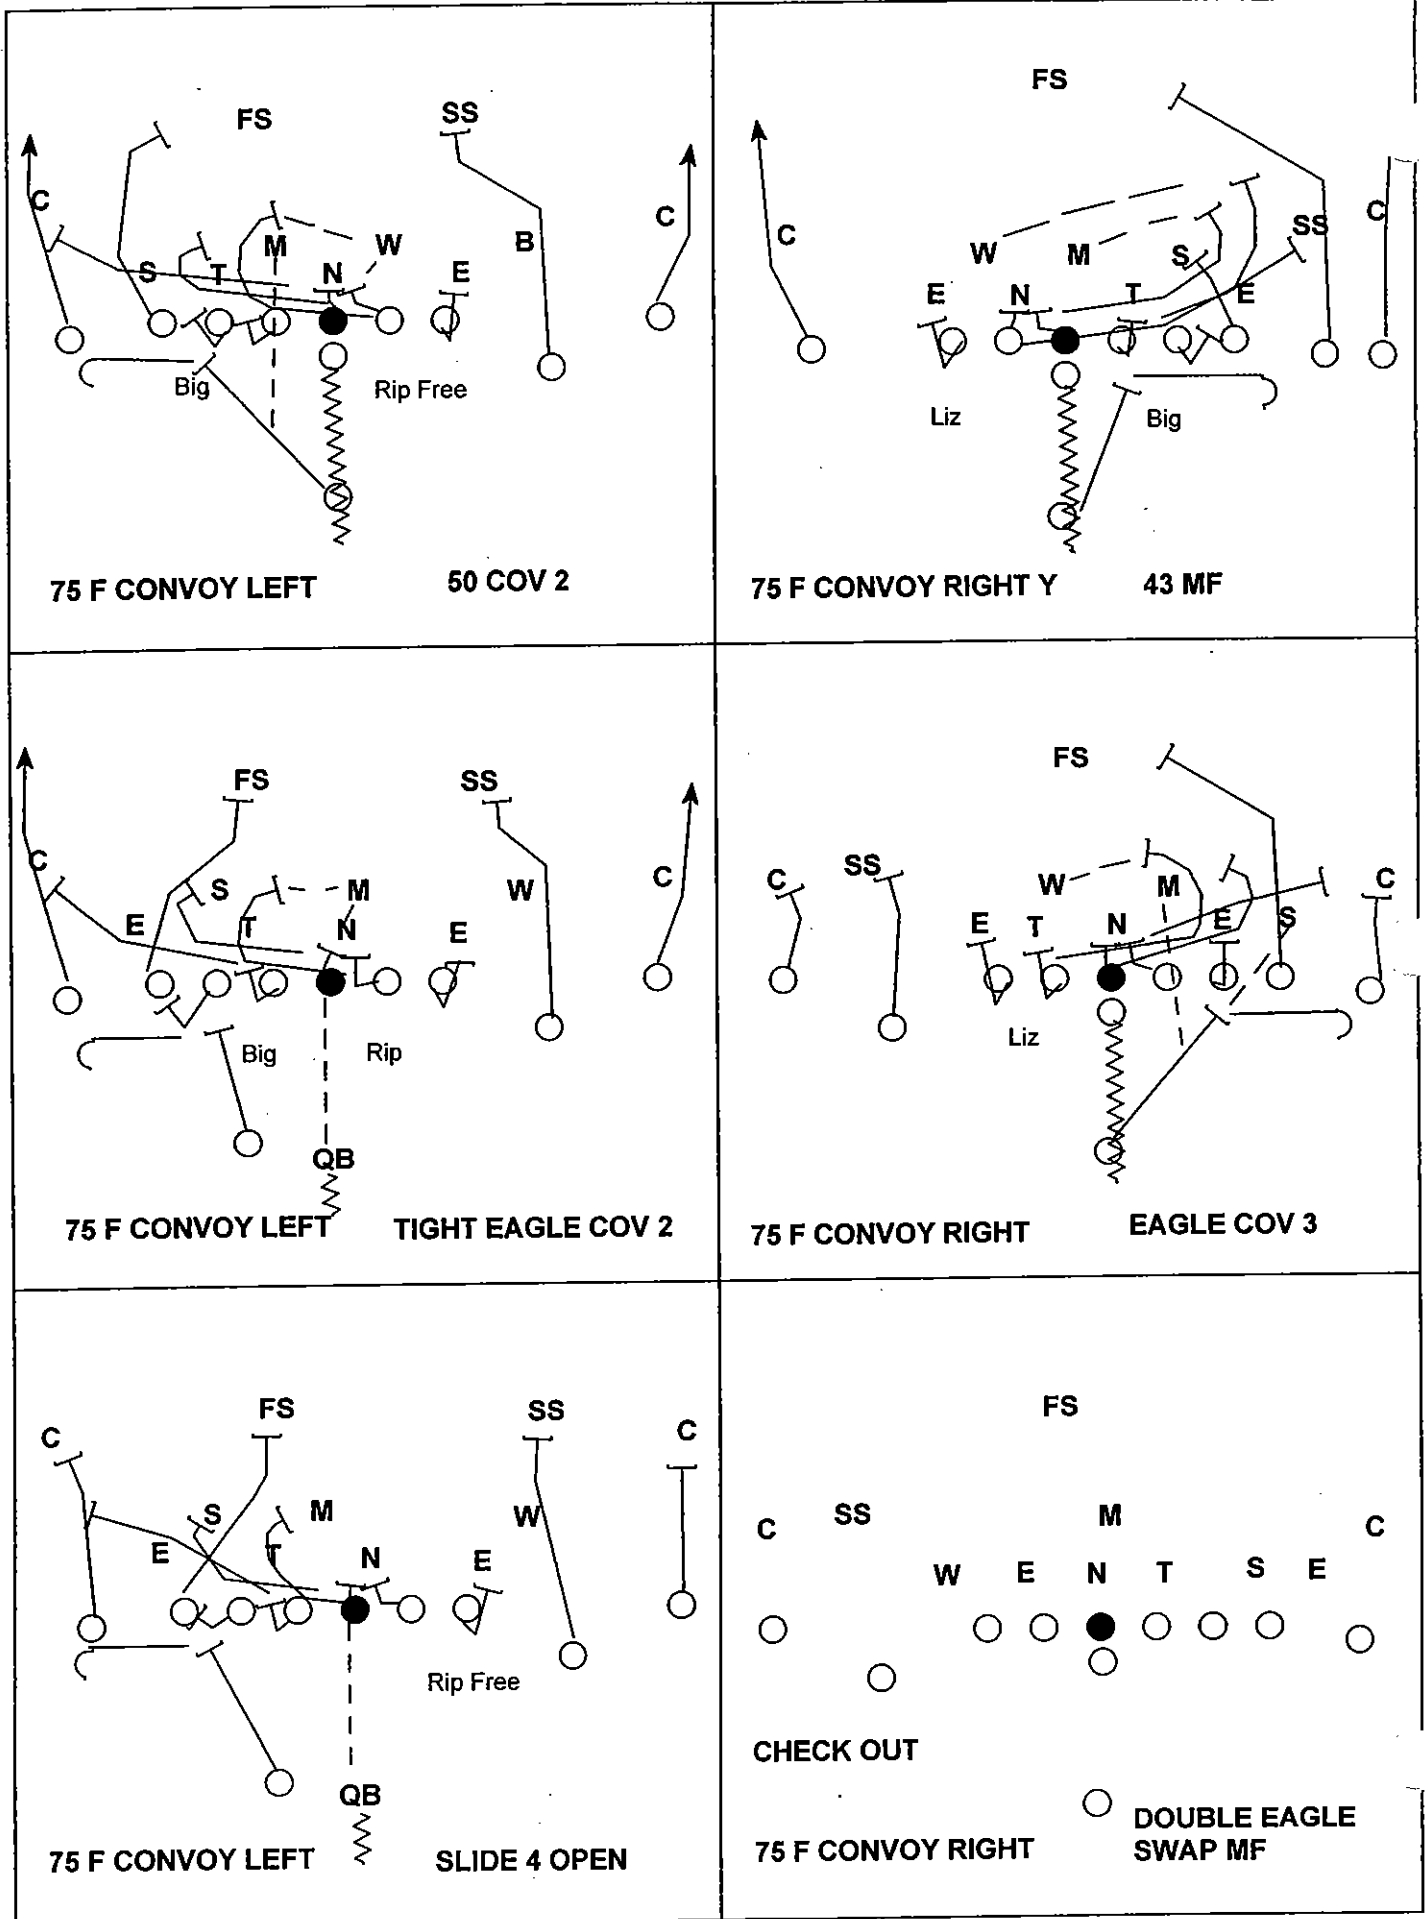 FS SS
C C
M W B
S T N E
Big Rip Free
75 F CONVOY LEFT 50 COV 2
FS
C SS C
W M S
E N T E
Liz Big
75 F CONVOY RIGHT Y 43 MF
FS SS
C S M W C
E T N E
Big Rip
QB
75 F CONVOY LEFT TIGHT EAGLE COV 2
FS
C SS W M C
E T N E S
Liz
75 F CONVOY RIGHT EAGLE COV 3
FS SS
C C
S M W
E T N E
Rip Free
QB
75 F CONVOY LEFT SLIDE 4 OPEN
FS
C SS M C
W E N T S E
CHECK OUT
75 F CONVOY RIGHT
DOUBLE EAGLE
SWAP MF